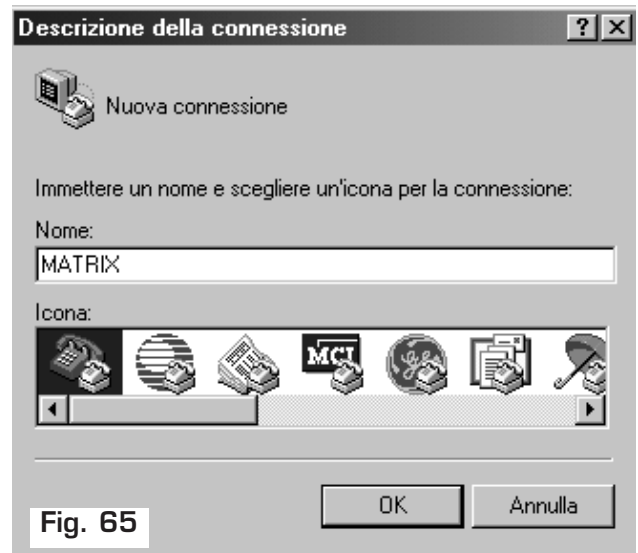 Descrizione della connessione
Nuova connessione
Immettere un nome e scegliere un'icona per la connessione:
Nome:
MATRIX
Icona:
MCI
OK
Annulla
Fig. 65